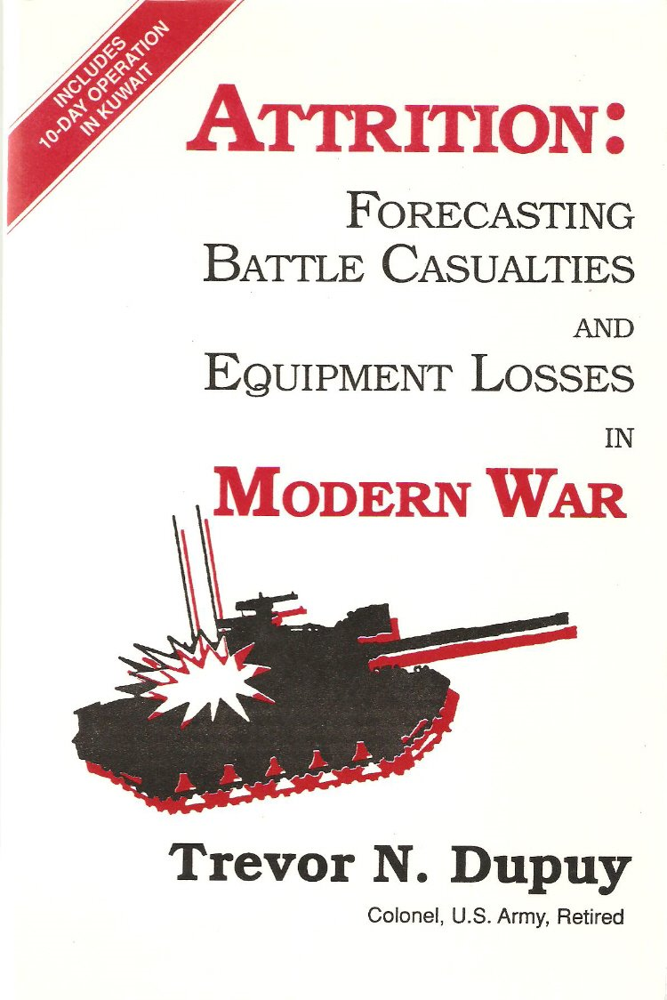 INCLUDES
10-DAY OPERATION
IN KUWAIT
ATTRITION:
FORECASTING
BATTLE CASUALTIES
AND
EQUIPMENT LOSSES
IN
MODERN WAR
Trevor N. Dupuy
Colonel, U.S. Army, Retired